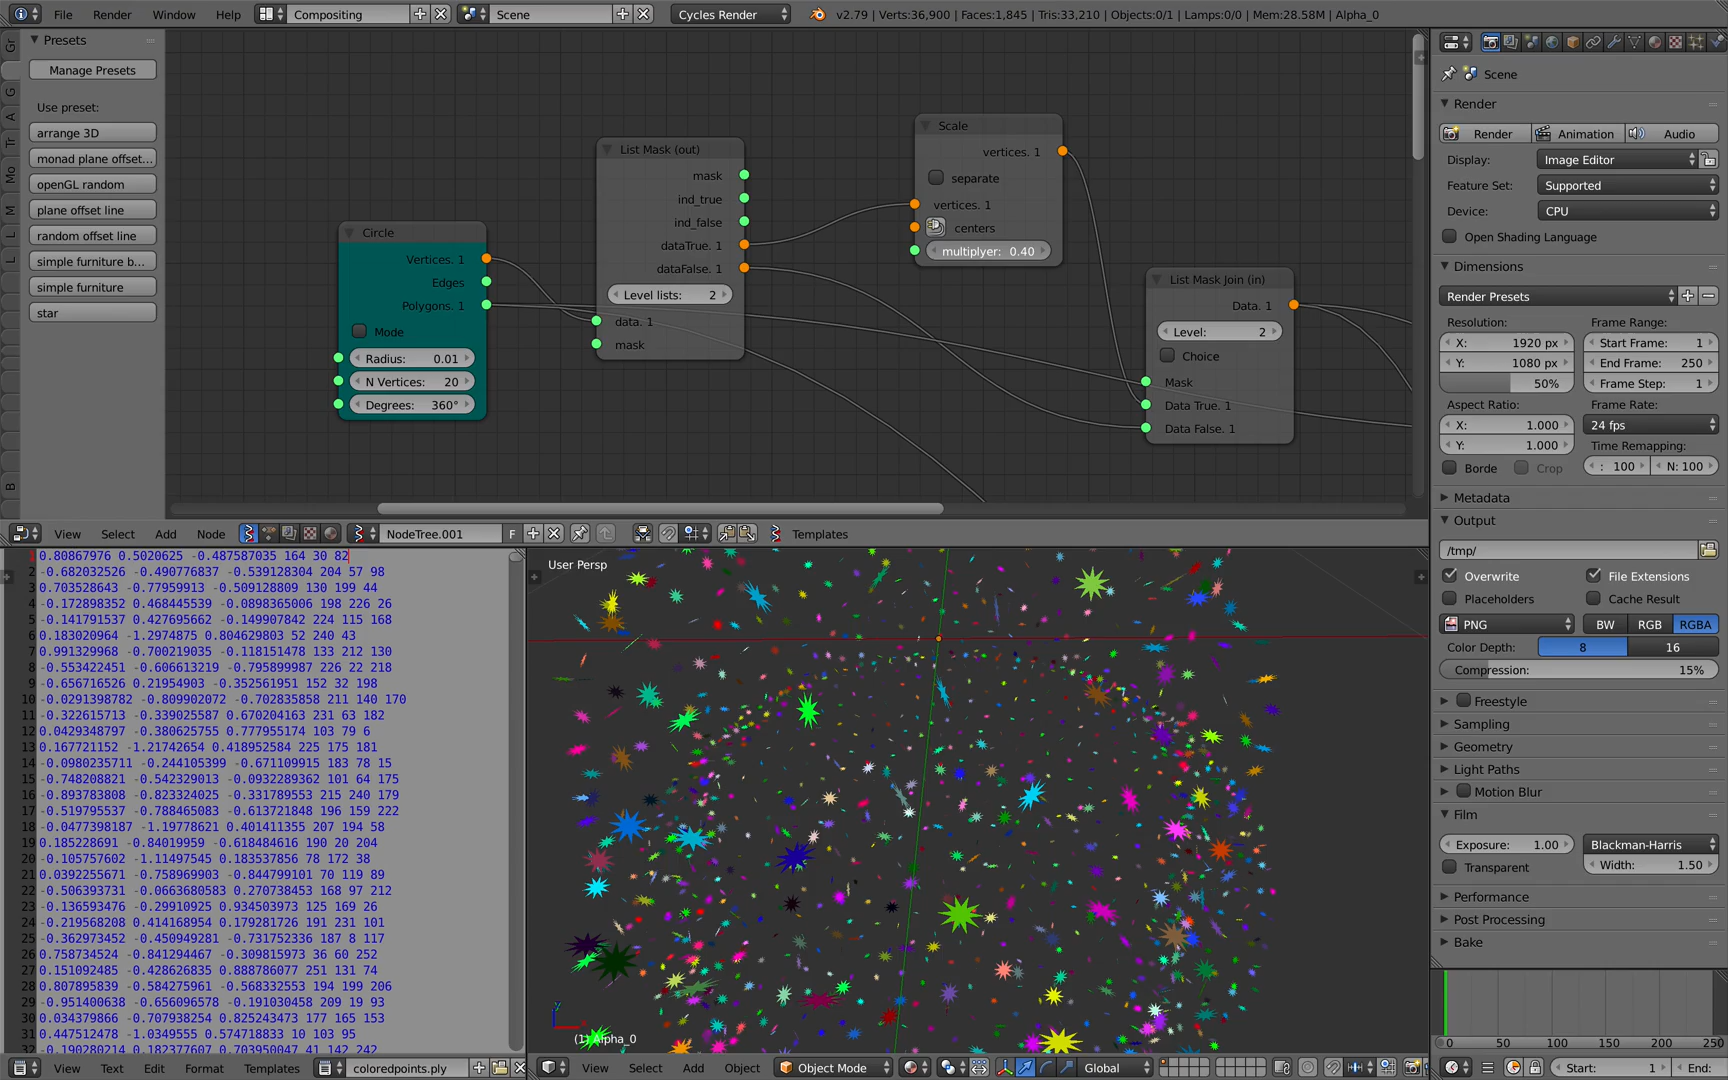 File Render Window Help Compositing Scene Cycles Render v2.79 | Verts:36,900 | Faces:1,845 | Tris:33,210 | Objects:0/1 | Lamps:0/0 | Mem:28.58M | Alpha_0
Presets
Manage Presets
Use preset:
arrange 3D
monad plane offset...
openGL random
plane offset line
random offset line
simple furniture b...
simple furniture
star
Gr
G
A
Tr
Mo
M
L
L
B
Circle
Vertices. 1
Edges
Polygons. 1
Mode
Radius: 0.01
N Vertices: 20
Degrees: 360°
List Mask (out)
mask
ind_true
ind_false
dataTrue. 1
dataFalse. 1
Level lists: 2
data. 1
mask
Scale
vertices. 1
separate
vertices. 1
centers
multiplyer: 0.40
List Mask Join (in)
Data. 1
Level: 2
Choice
Mask
Data True. 1
Data False. 1
View Select Add Node NodeTree.001 F Templates
1 0.80867976 0.5020625 -0.487587035 164 30 82
2 -0.682032526 -0.490776837 -0.539128304 204 57 98
3 0.703528643 -0.77959913 -0.509128809 130 199 44
4 -0.172898352 0.468445539 -0.0898365006 198 226 26
5 -0.141791537 0.427695662 -0.149907842 224 115 168
6 0.183020964 -1.2974875 0.804629803 52 240 43
7 0.991329968 -0.700219035 -0.118151478 133 212 130
8 -0.553422451 -0.606613219 -0.795899987 226 22 218
9 -0.656716526 0.21954903 -0.352561951 152 32 198
10 -0.0291398782 -0.809902072 -0.702835858 211 140 170
11 -0.322615713 -0.339025587 0.670204163 231 63 182
12 0.0429348797 -0.380625755 0.777955174 103 79 6
13 0.167721152 -1.21742654 0.418952584 225 175 181
14 -0.0980235711 -0.244105399 -0.671109915 183 78 15
15 -0.748208821 -0.542329013 -0.0932289362 101 64 175
16 -0.893783808 -0.823324025 -0.331789553 215 240 179
17 -0.519795537 -0.788465083 -0.613721848 196 159 222
18 -0.0477398187 -1.19778621 0.401411355 207 194 58
19 0.185228691 -0.84019959 -0.618484616 190 20 204
20 -0.105757602 -1.11497545 0.183537856 78 172 38
21 0.0392255671 -0.758969903 -0.844799101 70 119 89
22 -0.506393731 -0.0663680583 0.270738453 168 97 212
23 -0.136593476 -0.29910925 0.934503973 125 169 26
24 -0.219568208 0.414168954 0.179281726 191 231 101
25 -0.362973452 -0.450949281 -0.731752336 187 8 117
26 0.758734524 -0.841294467 -0.309815973 36 60 252
27 0.151092485 -0.428626835 0.888786077 251 131 74
28 0.807895839 -0.584275961 -0.568332553 194 199 206
29 -0.951400638 -0.656096578 -0.191030458 209 19 93
30 0.034379866 -0.707938254 0.825243473 177 165 153
31 0.447512478 -1.0349555 0.574718833 10 103 95
32 -0.190280214 0.182377607 0.703950047 41 142 242
View Text Edit Format Templates coloredpoints.ply
User Persp
(1) Alpha_0
View Select Add Object Object Mode Global
Scene
Render
Render Animation Audio
Display: Image Editor
Feature Set: Supported
Device: CPU
Open Shading Language
Dimensions
Render Presets
Resolution: Frame Range:
X: 1920 px Start Frame: 1
Y: 1080 px End Frame: 250
50% Frame Step: 1
Aspect Ratio: Frame Rate:
X: 1.000 24 fps
Y: 1.000 Time Remapping:
Borde Crop : 100 N: 100
Metadata
Output
/tmp/
Overwrite File Extensions
Placeholders Cache Result
PNG BW RGB RGBA
Color Depth: 8 16
Compression: 15%
Freestyle
Sampling
Geometry
Light Paths
Motion Blur
Film
Exposure: 1.00 Blackman-Harris
Transparent Width: 1.50
Performance
Post Processing
Bake
0 50 100 150 200 250
Start: 1 End: